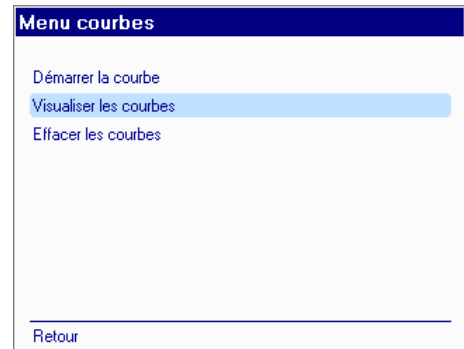 Menu courbes
Démarrer la courbe
Visualiser les courbes
Effacer les courbes
Retour